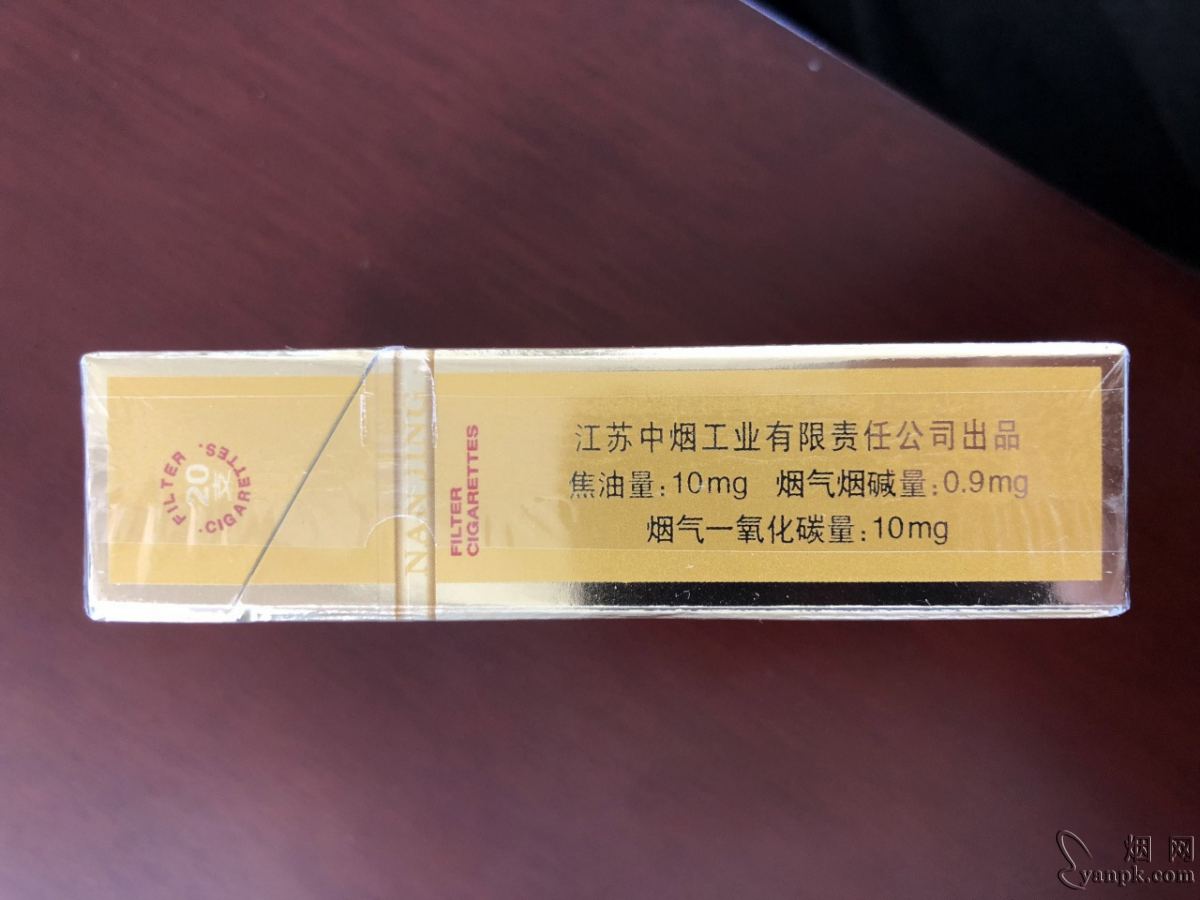 FILTER
20
支
CIGARETTES
NANJING
FILTER
CIGARETTES
江苏中烟工业有限责任公司出品
焦油量:10mg 烟气烟碱量:0.9mg
烟气一氧化碳量:10mg
烟网
yanpk.com